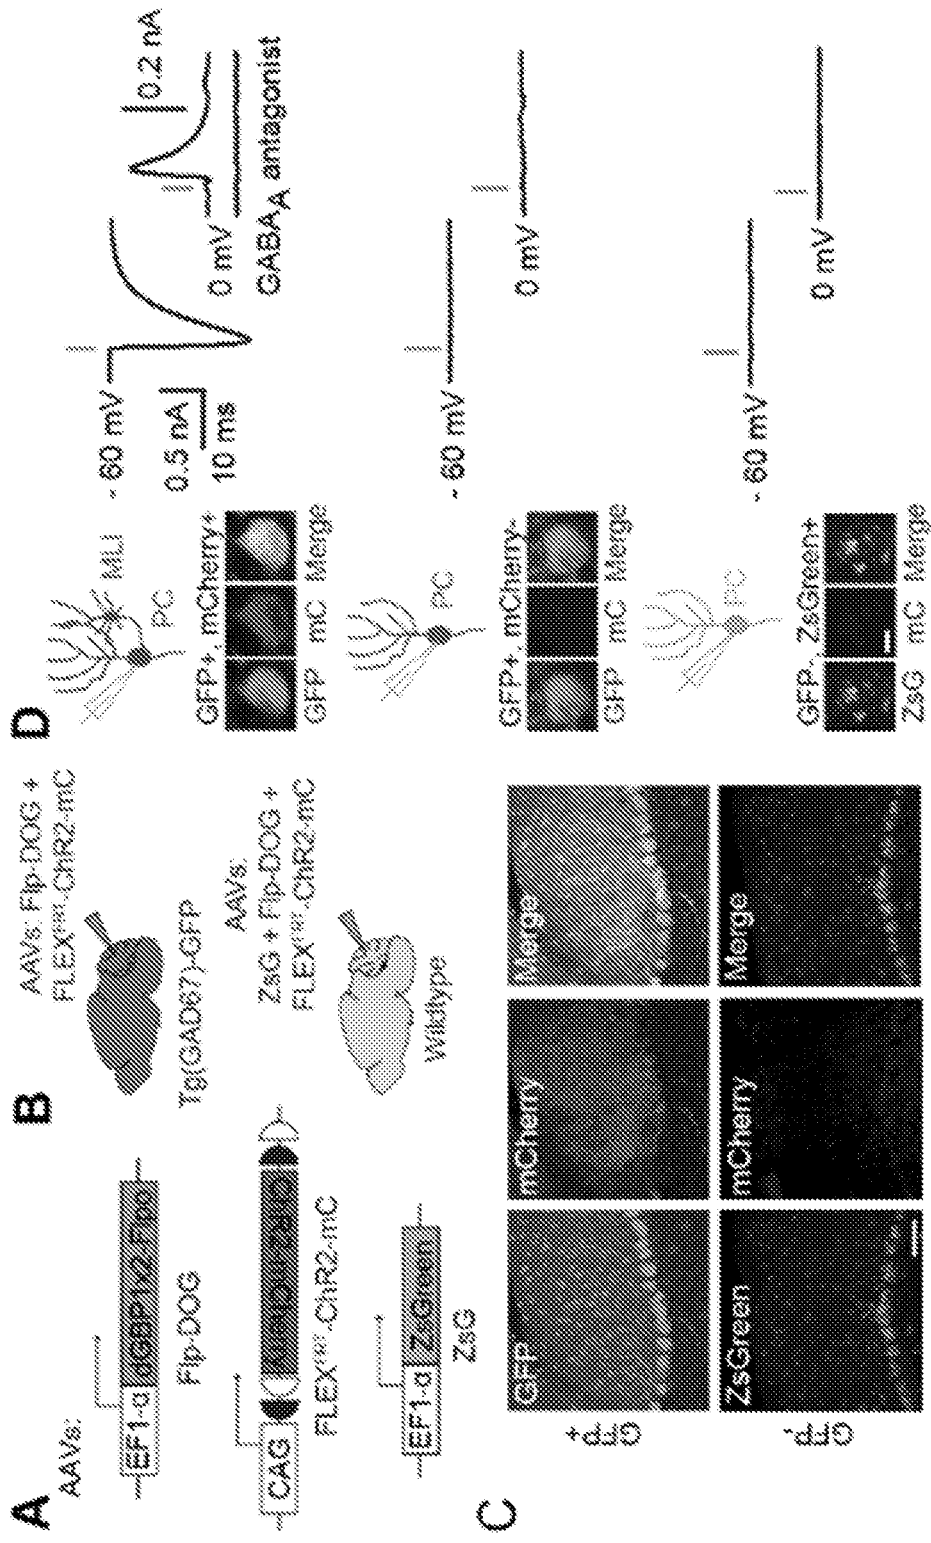 A
AAVs:
EF1-α
dGBP1x2-Flpo
Flp-DOG
CAG
FLEX
-ChR2-mC
EF1-α
ZsGreen
ZsG
B
AAVs: Flp-DOG +
FLEX
-ChR2-mC
Tg(GAD67)-GFP
AAVs:
ZsG + Flp-DOG +
FLEX
-ChR2-mC
Wildtype
C
GFP+
GFP
mCherry
Merge
GFP-
ZsGreen
mCherry
Merge
D
MLI
PC
GFP+, mCherry+
GFP mC Merge
- 60 mV
0.5 nA
10 ms
0 mV
0.2 nA
GABAA antagonist
PC
GFP+, mCherry-
GFP mC Merge
- 60 mV
0 mV
PC
GFP-, ZsGreen+
ZsG mC Merge
- 60 mV
0 mV